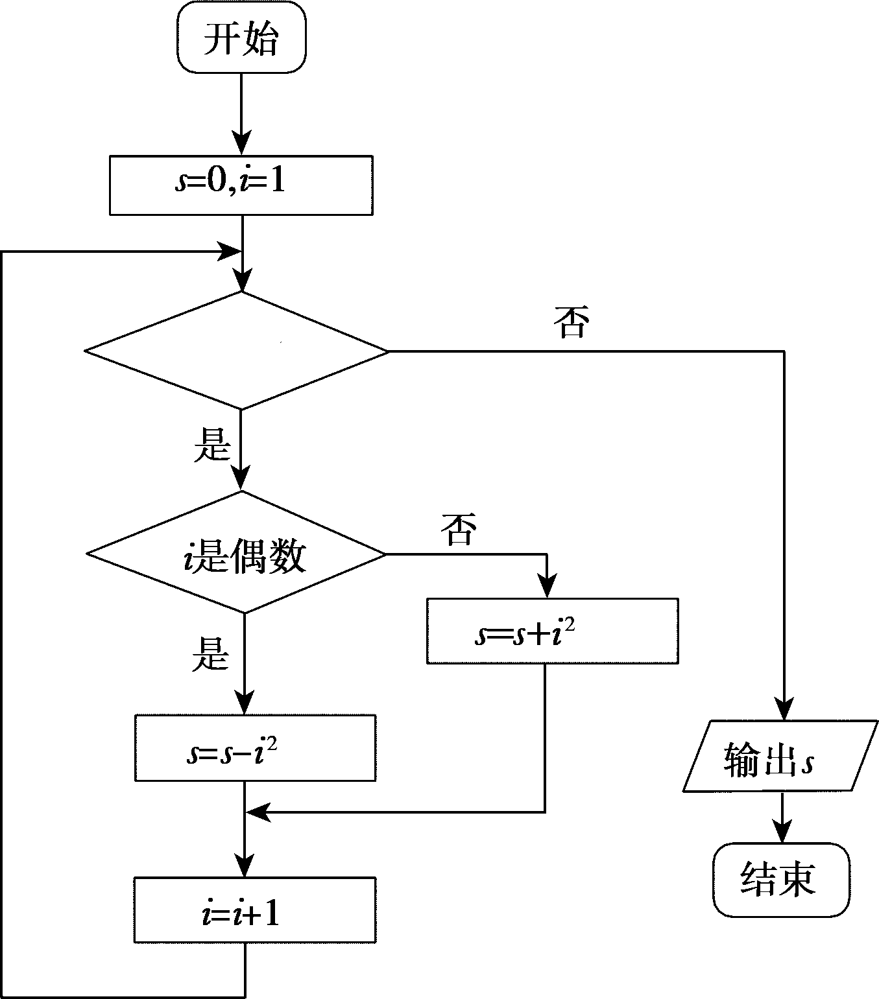 开始
s=0,i=1
否
是
i是偶数
否
s=s+i²
是
s=s-i²
输出s
i=i+1
结束